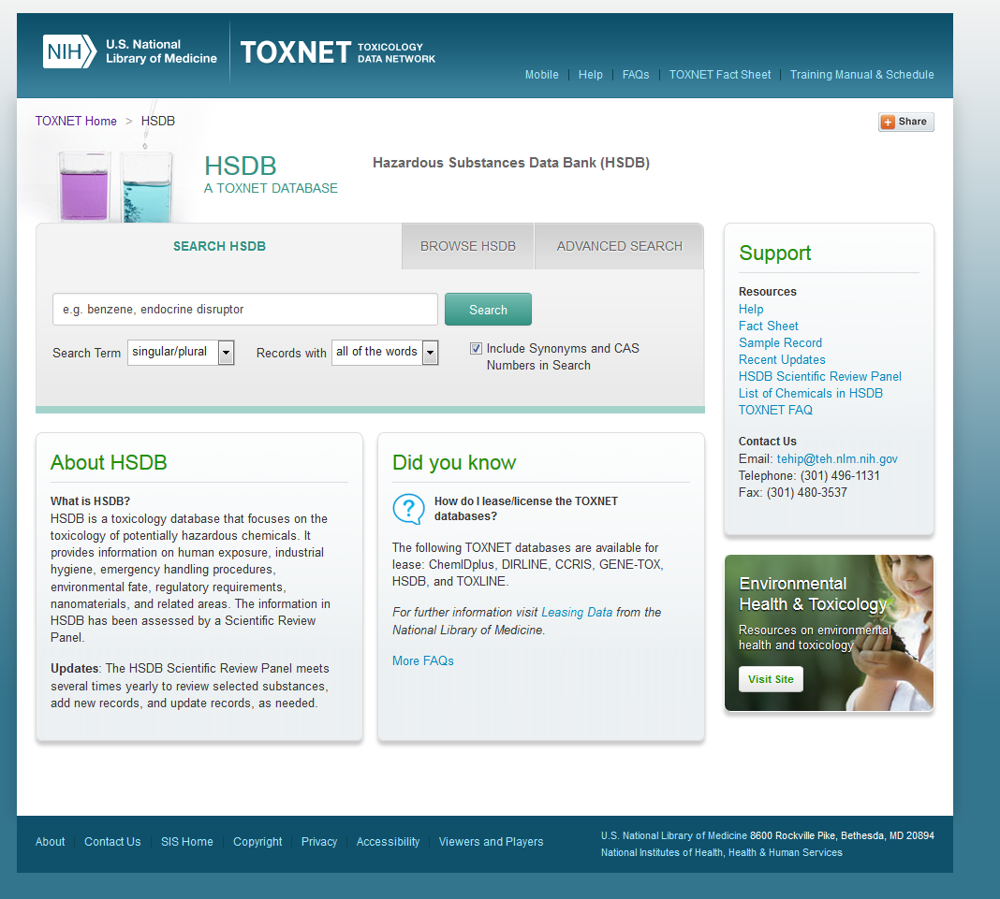 NIH U.S. National
Library of Medicine
TOXNET TOXICOLOGY
DATA NETWORK
Mobile | Help | FAQs | TOXNET Fact Sheet | Training Manual & Schedule
TOXNET Home > HSDB
Share
HSDB
A TOXNET DATABASE
Hazardous Substances Data Bank (HSDB)
SEARCH HSDB
BROWSE HSDB
ADVANCED SEARCH
e.g. benzene, endocrine disruptor
Search
Search Term singular/plural
Records with all of the words
Include Synonyms and CAS
Numbers in Search
About HSDB
What is HSDB?
HSDB is a toxicology database that focuses on the
toxicology of potentially hazardous chemicals. It
provides information on human exposure, industrial
hygiene, emergency handling procedures,
environmental fate, regulatory requirements,
nanomaterials, and related areas. The information in
HSDB has been assessed by a Scientific Review
Panel.
Updates: The HSDB Scientific Review Panel meets
several times yearly to review selected substances,
add new records, and update records, as needed.
Did you know
?
How do I lease/license the TOXNET
databases?
The following TOXNET databases are available for
lease: ChemIDplus, DIRLINE, CCRIS, GENE-TOX,
HSDB, and TOXLINE.
For further information visit Leasing Data from the
National Library of Medicine.
More FAQs
Support
Resources
Help
Fact Sheet
Sample Record
Recent Updates
HSDB Scientific Review Panel
List of Chemicals in HSDB
TOXNET FAQ
Contact Us
Email: tehip@teh.nlm.nih.gov
Telephone: (301) 496-1131
Fax: (301) 480-3537
Environmental
Health & Toxicology
Resources on environmental
health and toxicology
Visit Site
About | Contact Us | SIS Home | Copyright | Privacy | Accessibility | Viewers and Players
U.S. National Library of Medicine 8600 Rockville Pike, Bethesda, MD 20894
National Institutes of Health, Health & Human Services